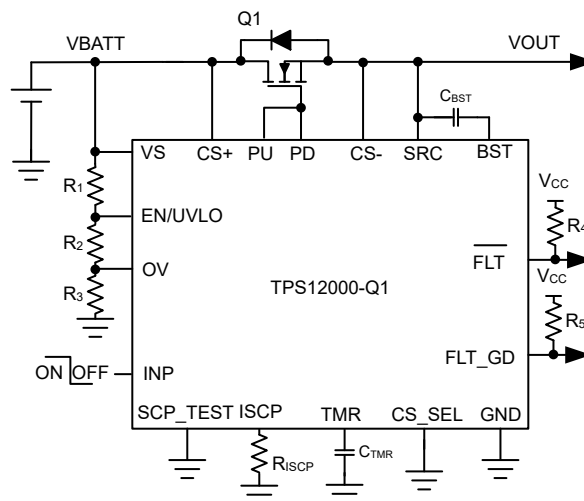 Q1
VBATT
VOUT
CBST
VS
CS+
PU
PD
CS-
SRC
BST
R1
EN/UVLO
R2
OV
R3
TPS12000-Q1
VCC
R4
FLT
VCC
R5
FLT_GD
ON OFF
INP
SCP_TEST
ISCP
TMR
CS_SEL
GND
RISCP
CTMR